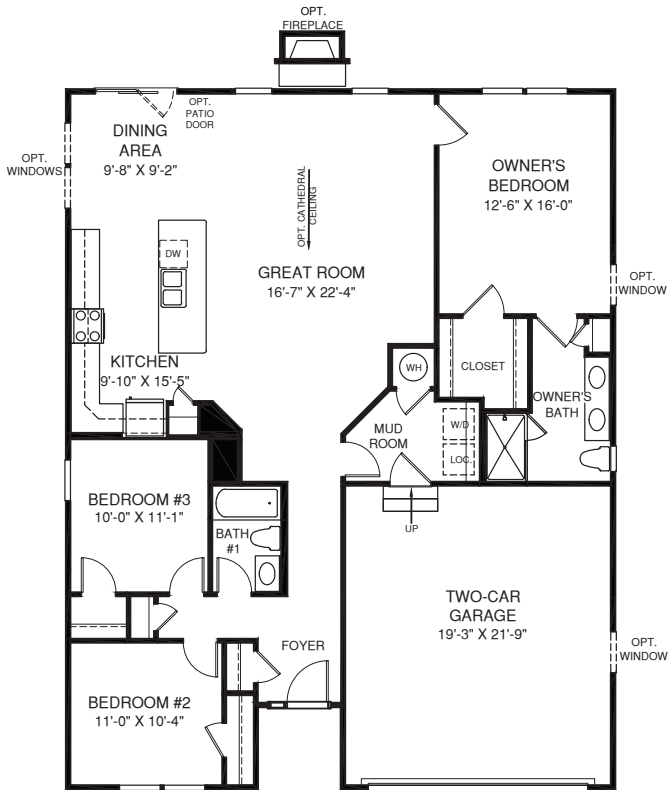 OPT.
FIREPLACE
OPT.
PATIO
DOOR
DINING
AREA
9'-8" X 9'-2"
OPT.
WINDOWS
OPT. CATHEDRAL
CEILING
OWNER'S
BEDROOM
12'-6" X 16'-0"
DW
GREAT ROOM
16'-7" X 22'-4"
OPT.
WINDOW
KITCHEN
9'-10" X 15'-5"
WH
CLOSET
OWNER'S
BATH
MUD
ROOM
W/D
LOC.
BEDROOM #3
10'-0" X 11'-1"
BATH
#1
UP
TWO-CAR
GARAGE
19'-3" X 21'-9"
FOYER
OPT.
WINDOW
BEDROOM #2
11'-0" X 10'-4"